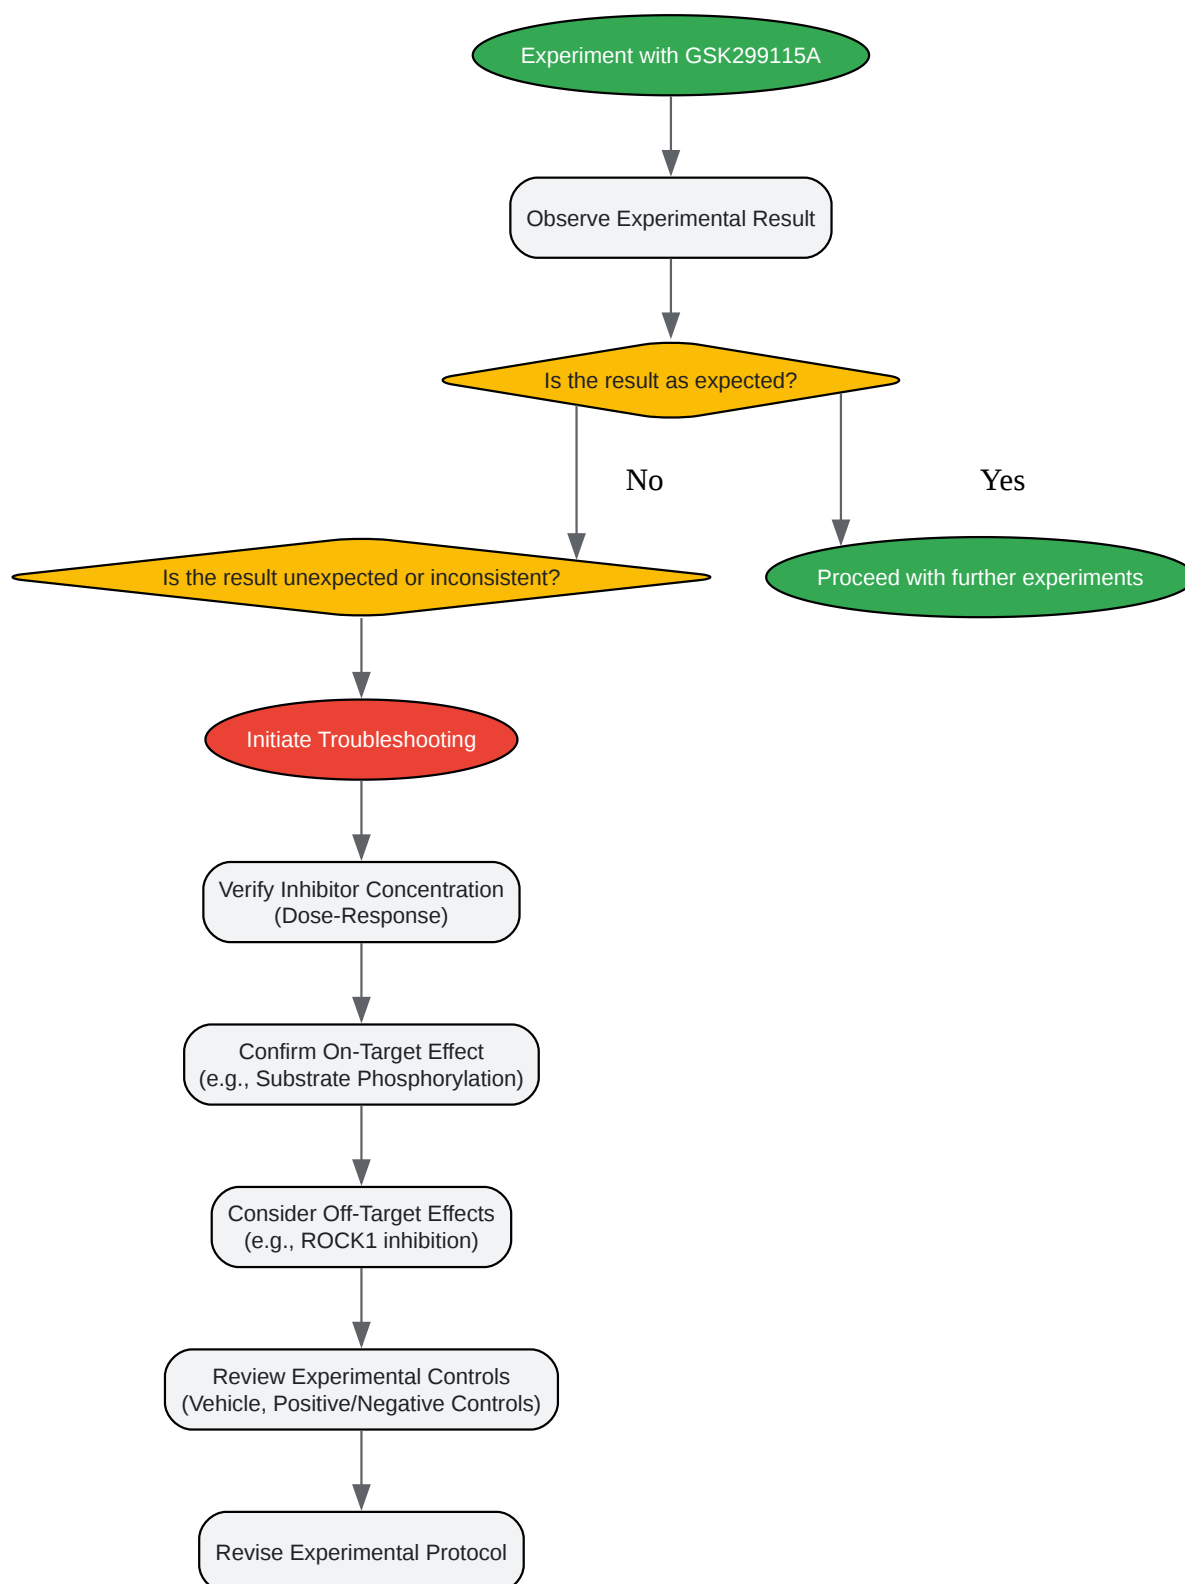 Experiment with GSK299115A
Observe Experimental Result
Is the result as expected?
No
Yes
Is the result unexpected or inconsistent?
Proceed with further experiments
Initiate Troubleshooting
Verify Inhibitor Concentration
(Dose-Response)
Confirm On-Target Effect
(e.g., Substrate Phosphorylation)
Consider Off-Target Effects
(e.g., ROCK1 inhibition)
Review Experimental Controls
(Vehicle, Positive/Negative Controls)
Revise Experimental Protocol